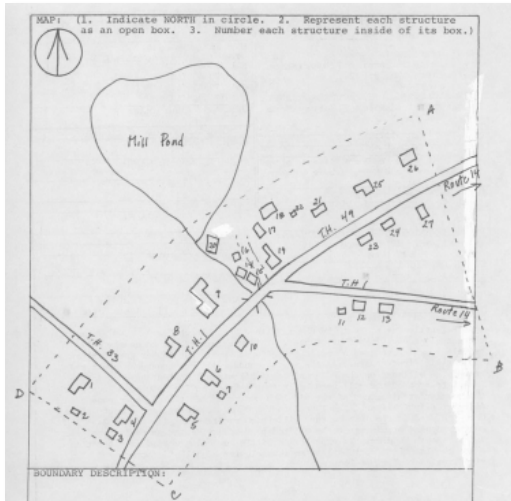 MAP: (1. Indicate NORTH in circle. 2. Represent each structure
as an open box. 3. Number each structure inside of its box.)
A
Mill Pond
26
25
Route 14
21
22
18
T.H. 49
17
27
24
23
19
16
T.H. 1
9
Route 14
11
12
13
T.H. 83
8
T.H. 1
10
B
1
6
D
7
2
4
5
3
BOUNDARY DESCRIPTION:
C